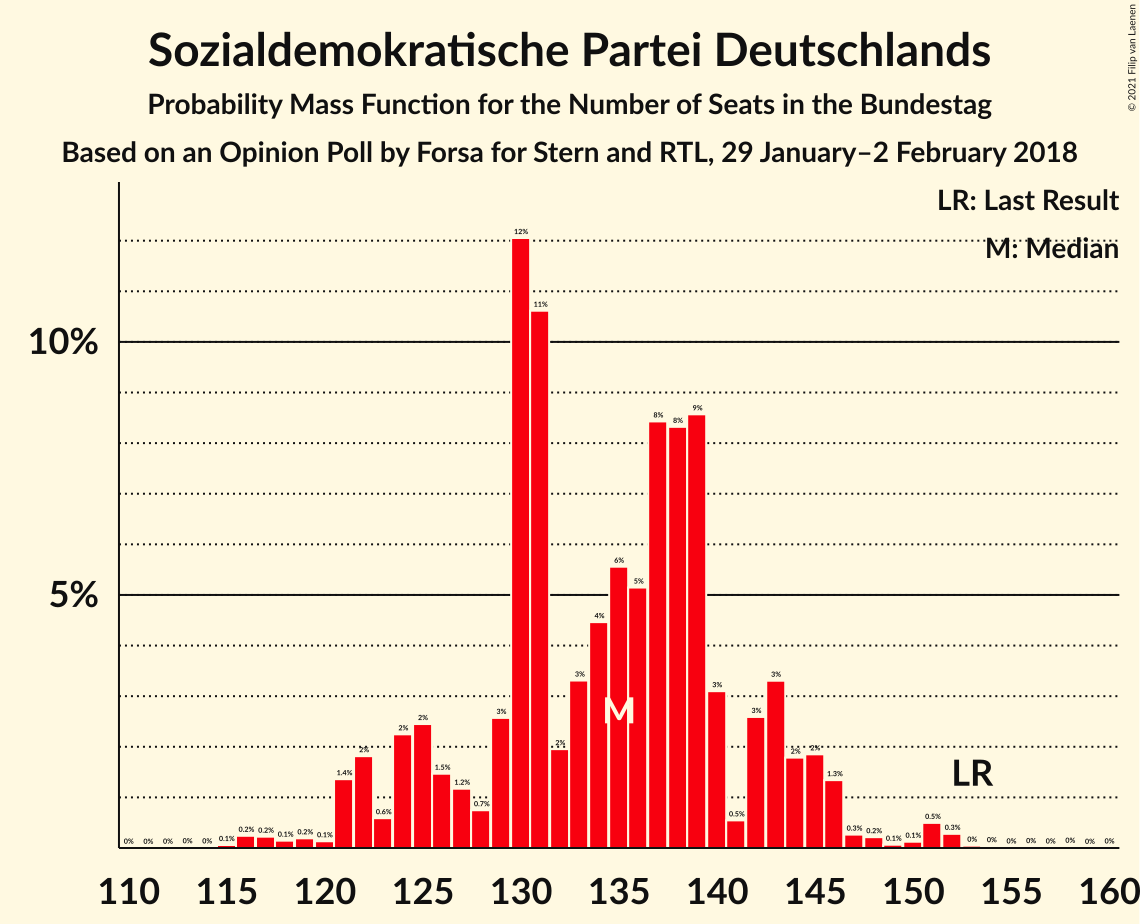 Sozialdemokratische Partei Deutschlands
Probability Mass Function for the Number of Seats in the Bundestag
Based on an Opinion Poll by Forsa for Stern and RTL, 29 January–2 February 2018
© 2021 Filip van Laenen
LR: Last Result
M: Median
10%
5%
0% 0% 0% 0% 0% 0.1% 0.2% 0.2% 0.1% 0.2% 0.1% 1.4% 2% 0.6% 2% 2% 1.5% 1.2% 0.7% 3% 12% 11% 2% 3% 4% 6% 5% 8% 8% 9% 3% 0.5% 3% 3% 2% 2% 1.3% 0.3% 0.2% 0.1% 0.1% 0.5% 0.3% 0% 0% 0% 0% 0% 0% 0% 0%
M
LR
110 115 120 125 130 135 140 145 150 155 160